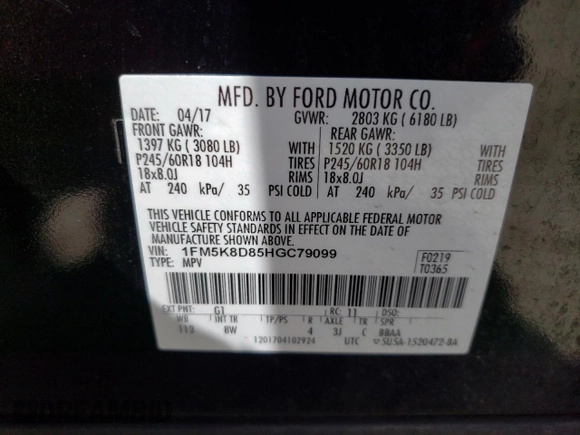 MFD. BY FORD MOTOR CO.
DATE: 04/17 GVWR: 2803 KG ( 6180 LB)
FRONT GAWR: REAR GAWR:
1397 KG ( 3080 LB) WITH 1520 KG ( 3350 LB) WITH
P245/60R18 104H TIRES P245/60R18 104H TIRES
18x8.0J RIMS 18x8.0J RIMS
AT 240 kPa/ 35 PSI COLD AT 240 kPa/ 35 PSI COLD
THIS VEHICLE CONFORMS TO ALL APPLICABLE FEDERAL MOTOR
VEHICLE SAFETY STANDARDS IN EFFECT ON THE DATE OF
MANUFACTURE SHOWN ABOVE.
VIN: 1FM5K8D85HGC79099 F0219
TYPE: MPV T0365
EXT PNT: G1 RC: 11 DSO:
WB INT TR TP/PS R AXLE TR SPR
113 8W 4 3J C BBAA
1201704102924 UTC 5U5A-1520472-BA